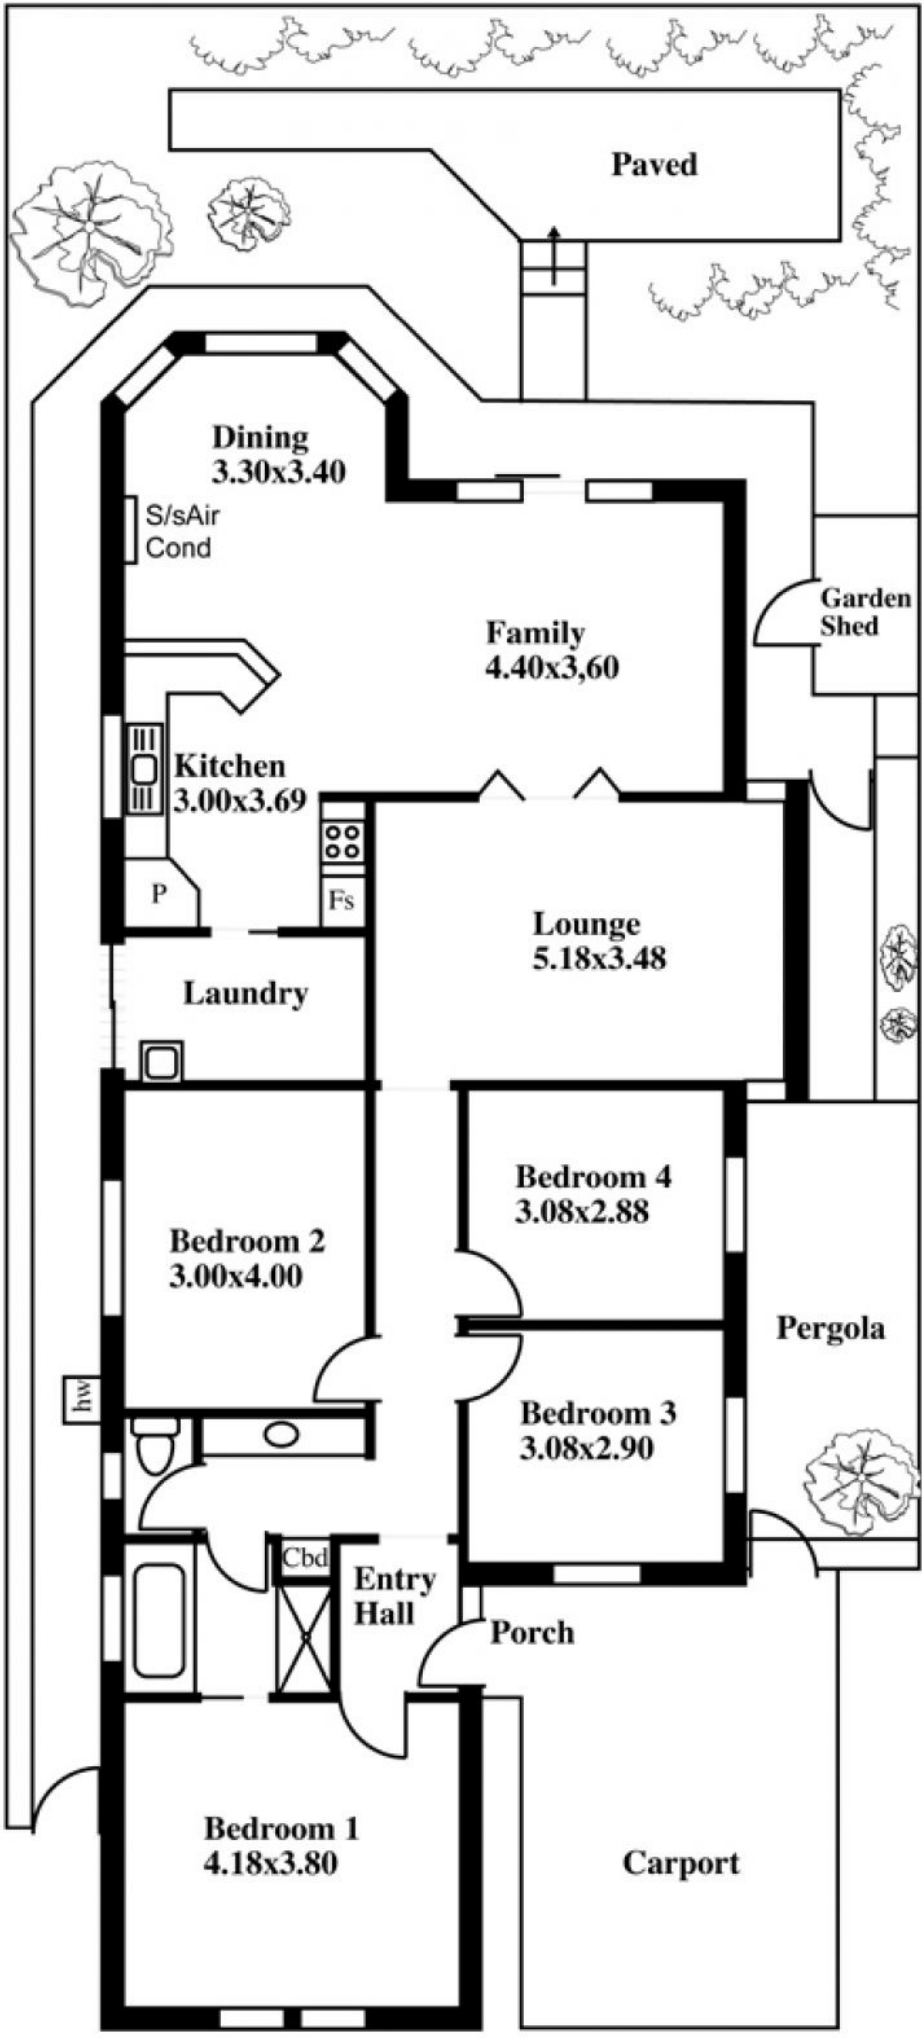 Paved
Dining
3.30x3.40
S/sAir
Cond
Garden
Shed
Family
4.40x3,60
Kitchen
3.00x3.69
P
Fs
Lounge
5.18x3.48
Laundry
Bedroom 4
3.08x2.88
Bedroom 2
3.00x4.00
Pergola
hw
Bedroom 3
3.08x2.90
Cbd
Entry
Hall
Porch
Bedroom 1
4.18x3.80
Carport